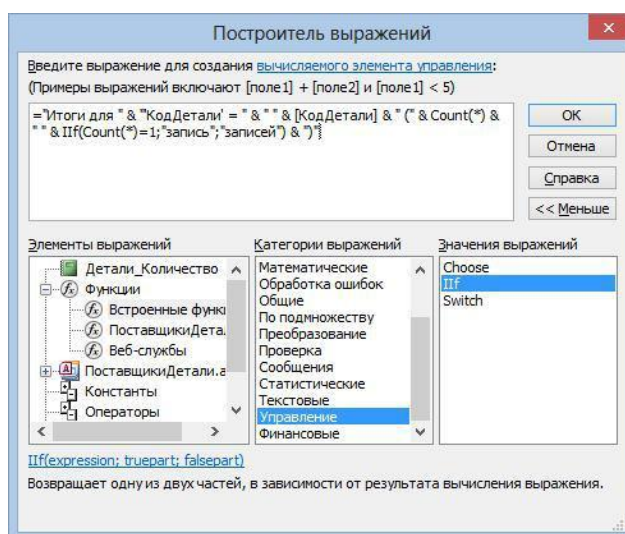 Построитель выражений
Введите выражение для создания вычисляемого элемента управления:
(Примеры выражений включают [поле1] + [поле2] и [поле1] < 5)
="Итоги для " & "'КодДетали' = " & " " & [КодДетали] & " (" & Count(*) &
" " & IIf(Count(*)=1;"запись";"записей") & ")"
ОК
Отмена
Справка
<< Меньше
Элементы выражений
Детали_Количество
Функции
Встроенные функц
ПоставщикиДета.
Веб-службы
ПоставщикиДетали.a
Константы
Операторы
Категории выражений
Математические
Обработка ошибок
Общие
По подмножеству
Преобразование
Проверка
Сообщения
Статистические
Текстовые
Управление
Финансовые
Значения выражений
Choose
IIf
Switch
IIf(expression; truepart; falsepart)
Возвращает одну из двух частей, в зависимости от результата вычисления выражения.